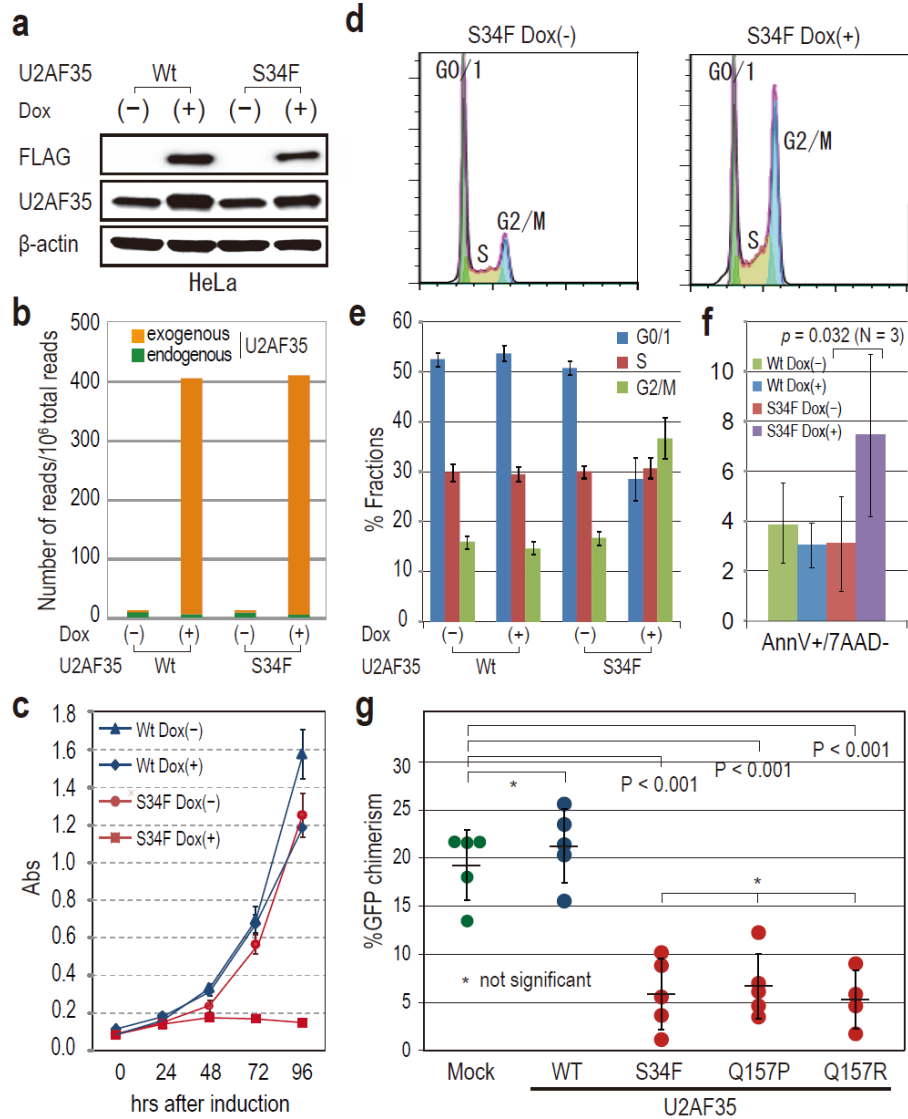 a
U2AF35 Wt S34F
Dox (−) (+) (−) (+)
FLAG
U2AF35
β-actin
HeLa
b
500
400
300
200
100
0
Number of reads/10⁶ total reads
exogenous
endogenous
U2AF35
Dox (−) (+) (−) (+)
U2AF35 Wt S34F
c
1.8
1.6
1.4
1.2
1.0
0.8
0.6
0.4
0.2
0.0
Abs
Wt Dox(−)
Wt Dox(+)
S34F Dox(−)
S34F Dox(+)
0 24 48 72 96
hrs after induction
d
S34F Dox(-)
G0/1
S
G2/M
S34F Dox(+)
G0/1
S
G2/M
e
60
50
40
30
20
10
0
% Fractions
G0/1
S
G2/M
Dox (−) (+) (−) (+)
U2AF35 Wt S34F
f
p = 0.032 (N = 3)
10
8
6
4
2
0
Wt Dox(−)
Wt Dox(+)
S34F Dox(−)
S34F Dox(+)
AnnV+/7AAD-
g
P < 0.001
P < 0.001
P < 0.001
*
30
25
20
15
10
5
0
%GFP chimerism
*
* not significant
Mock WT S34F Q157P Q157R
U2AF35